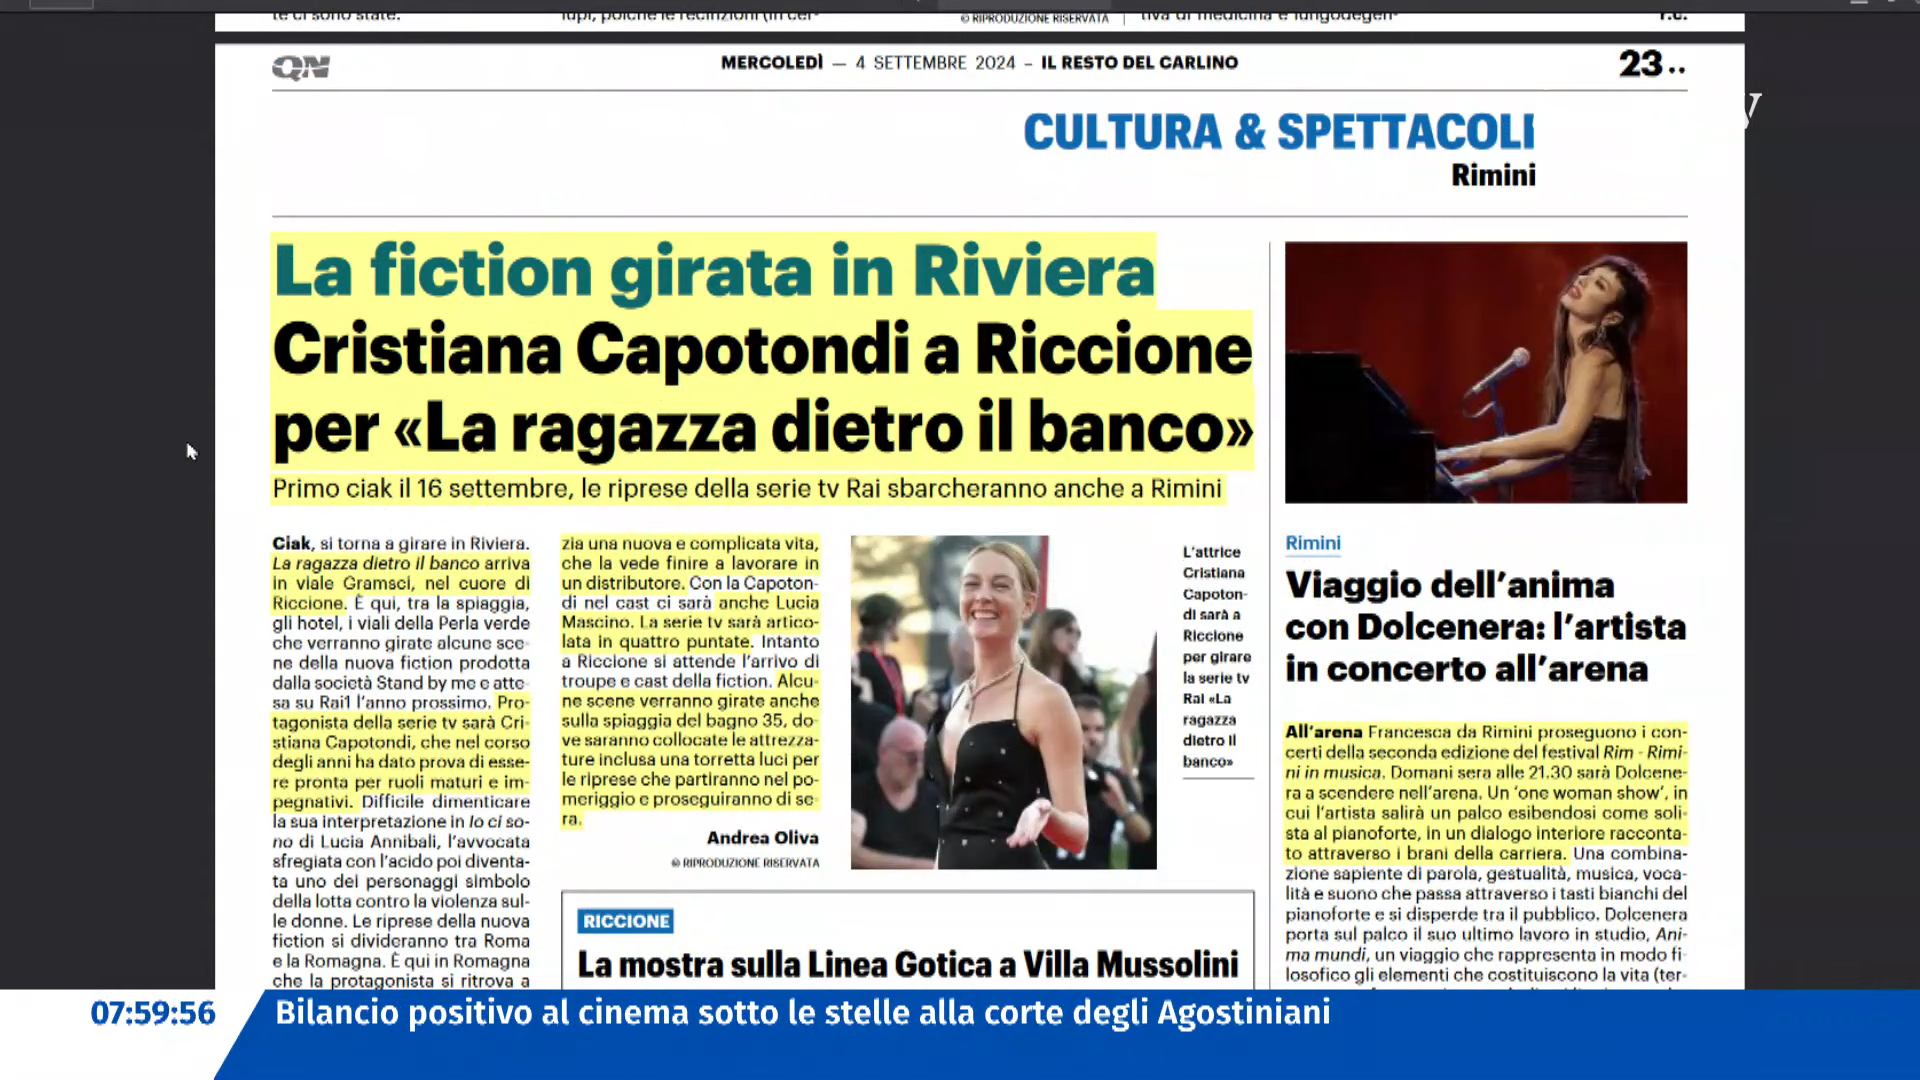 te ci sono state.
lupi, poiché le recinzioni (in cer-
© RIPRODUZIONE RISERVATA
tiva di medicina e lungodegen-
r.c.
QN
MERCOLEDÌ — 4 SETTEMBRE 2024 – IL RESTO DEL CARLINO
23..
CULTURA & SPETTACOLI
Rimini
La fiction girata in Riviera
Cristiana Capotondi a Riccione
per «La ragazza dietro il banco»
Primo ciak il 16 settembre, le riprese della serie tv Rai sbarcheranno anche a Rimini
Ciak, si torna a girare in Riviera.
La ragazza dietro il banco arriva
in viale Gramsci, nel cuore di
Riccione. È qui, tra la spiaggia,
gli hotel, i viali della Perla verde
che verranno girate alcune sce-
ne della nuova fiction prodotta
dalla società Stand by me e atte-
sa su Rai1 l'anno prossimo. Pro-
tagonista della serie tv sarà Cri-
stiana Capotondi, che nel corso
degli anni ha dato prova di esse-
re pronta per ruoli maturi e im-
pegnativi. Difficile dimenticare
la sua interpretazione in Io ci so-
no di Lucia Annibali, l'avvocata
sfregiata con l'acido poi diventa-
ta uno dei personaggi simbolo
della lotta contro la violenza sul-
le donne. Le riprese della nuova
fiction si divideranno tra Roma
e la Romagna. È qui in Romagna
che la protagonista si ritrova a
zia una nuova e complicata vita,
che la vede finire a lavorare in
un distributore. Con la Capoton-
di nel cast ci sarà anche Lucia
Mascino. La serie tv sarà artico-
lata in quattro puntate. Intanto
a Riccione si attende l'arrivo di
troupe e cast della fiction. Alcu-
ne scene verranno girate anche
sulla spiaggia del bagno 35, do-
ve saranno collocate le attrezza-
ture inclusa una torretta luci per
le riprese che partiranno nel po-
meriggio e proseguiranno di se-
ra.
Andrea Oliva
© RIPRODUZIONE RISERVATA
L'attrice
Cristiana
Capoton-
di sarà a
Riccione
per girare
la serie tv
Rai «La
ragazza
dietro il
banco»
RICCIONE
La mostra sulla Linea Gotica a Villa Mussolini
Rimini
Viaggio dell'anima
con Dolcenera: l'artista
in concerto all'arena
All'arena Francesca da Rimini proseguono i con-
certi della seconda edizione del festival Rim - Rimi-
ni in musica. Domani sera alle 21.30 sarà Dolcene-
ra a scendere nell'arena. Un 'one woman show', in
cui l'artista salirà un palco esibendosi come soli-
sta al pianoforte, in un dialogo interiore racconta-
to attraverso i brani della carriera. Una combina-
zione sapiente di parola, gestualità, musica, voca-
lità e suono che passa attraverso i tasti bianchi del
pianoforte e si disperde tra il pubblico. Dolcenera
porta sul palco il suo ultimo lavoro in studio, Ani-
ma mundi, un viaggio che rappresenta in modo fi-
losofico gli elementi che costituiscono la vita (ter-
07:59:56
Bilancio positivo al cinema sotto le stelle alla corte degli Agostiniani